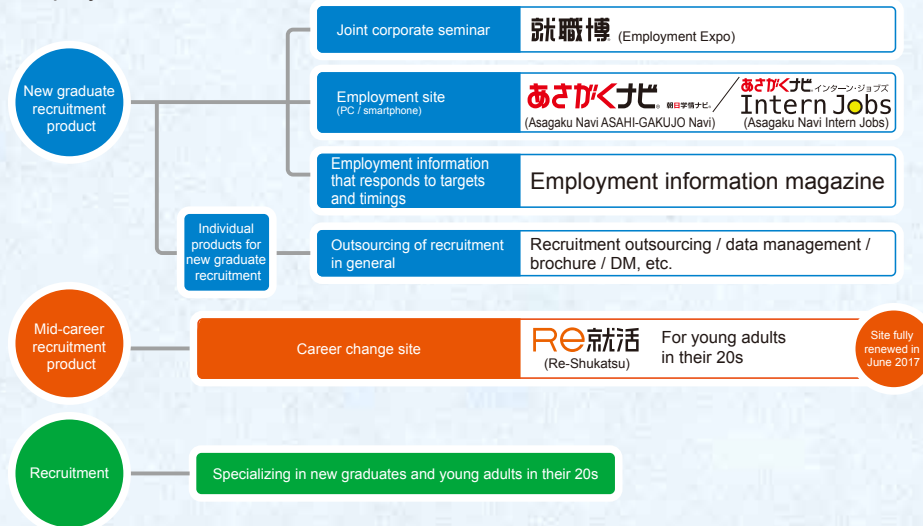 New graduate
recruitment
product
Joint corporate seminar
就職博 (Employment Expo)
Employment site
(PC / smartphone)
あさがくナビ® 朝日学情ナビ®
(Asagaku Navi ASAHI-GAKUJO Navi)
あさがくナビ® インターン・ジョブズ
Intern Jobs
(Asagaku Navi Intern Jobs)
Employment information
that responds to targets
and timings
Employment information magazine
Individual
products for
new graduate
recruitment
Outsourcing of recruitment
in general
Recruitment outsourcing / data management /
brochure / DM, etc.
Mid-career
recruitment
product
Career change site
Re就活
(Re-Shukatsu)
For young adults
in their 20s
Site fully
renewed in
June 2017
Recruitment
Specializing in new graduates and young adults in their 20s